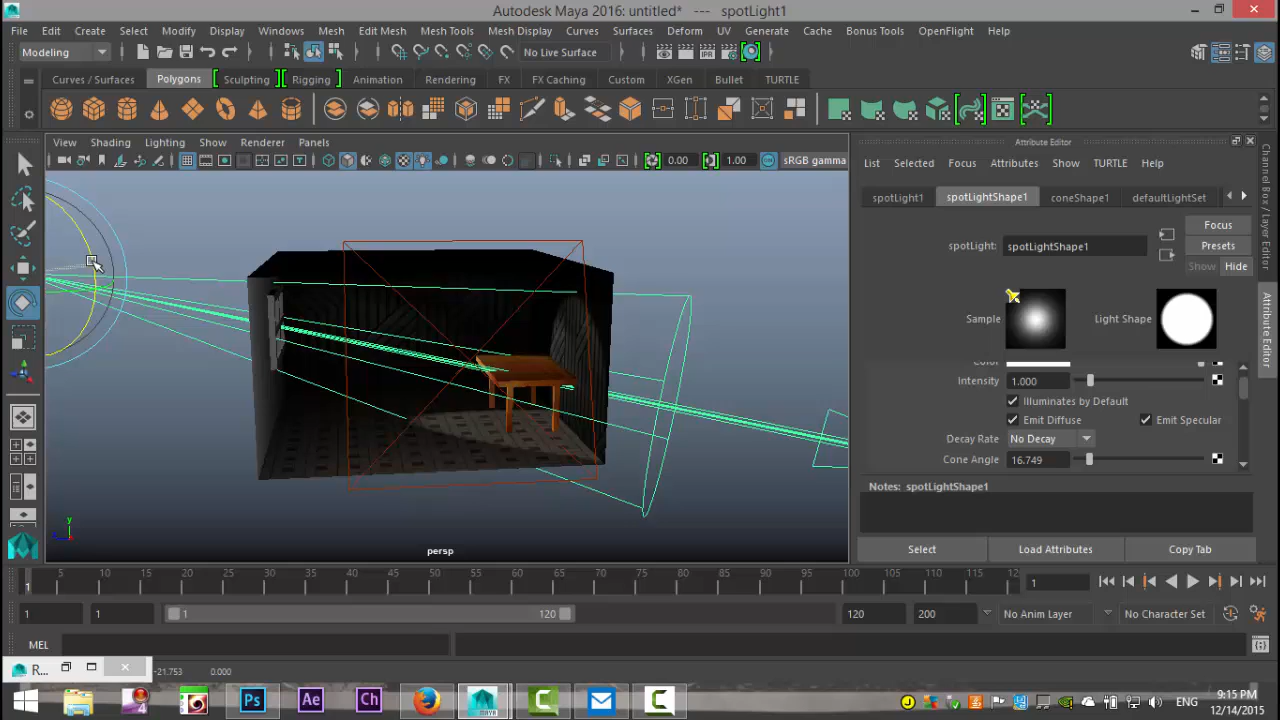 Autodesk Maya 2016: untitled* --- spotLight1
File Edit Create Select Modify Display Windows Mesh Edit Mesh Mesh Tools Mesh Display Curves Surfaces Deform UV Generate Cache Bonus Tools OpenFlight Help
Modeling No Live Surface IPR
Curves / Surfaces Polygons Sculpting Rigging Animation Rendering FX FX Caching Custom XGen Bullet TURTLE
View Shading Lighting Show Renderer Panels
0.00 1.00 sRGB gamma
Attribute Editor
List Selected Focus Attributes Show TURTLE Help
spotLight1 spotLightShape1 coneShape1 defaultLightSet
Focus
spotLight: spotLightShape1 Presets
Show Hide
Sample Light Shape
Color
Intensity 1.000
Illuminates by Default
Emit Diffuse Emit Specular
Decay Rate No Decay
Cone Angle 16.749
Notes: spotLightShape1
Select Load Attributes Copy Tab
Channel Box / Layer Editor
Attribute Editor
y
persp
1 5 10 15 20 25 30 35 40 45 50 55 60 65 70 75 80 85 90 95 100 105 110 115 12 1
1 1 1 120 120 200 No Anim Layer No Character Set
MEL
R... -21.753 0.000
Ps Ae Ch MAYA C C
ENG 9:15 PM
12/14/2015